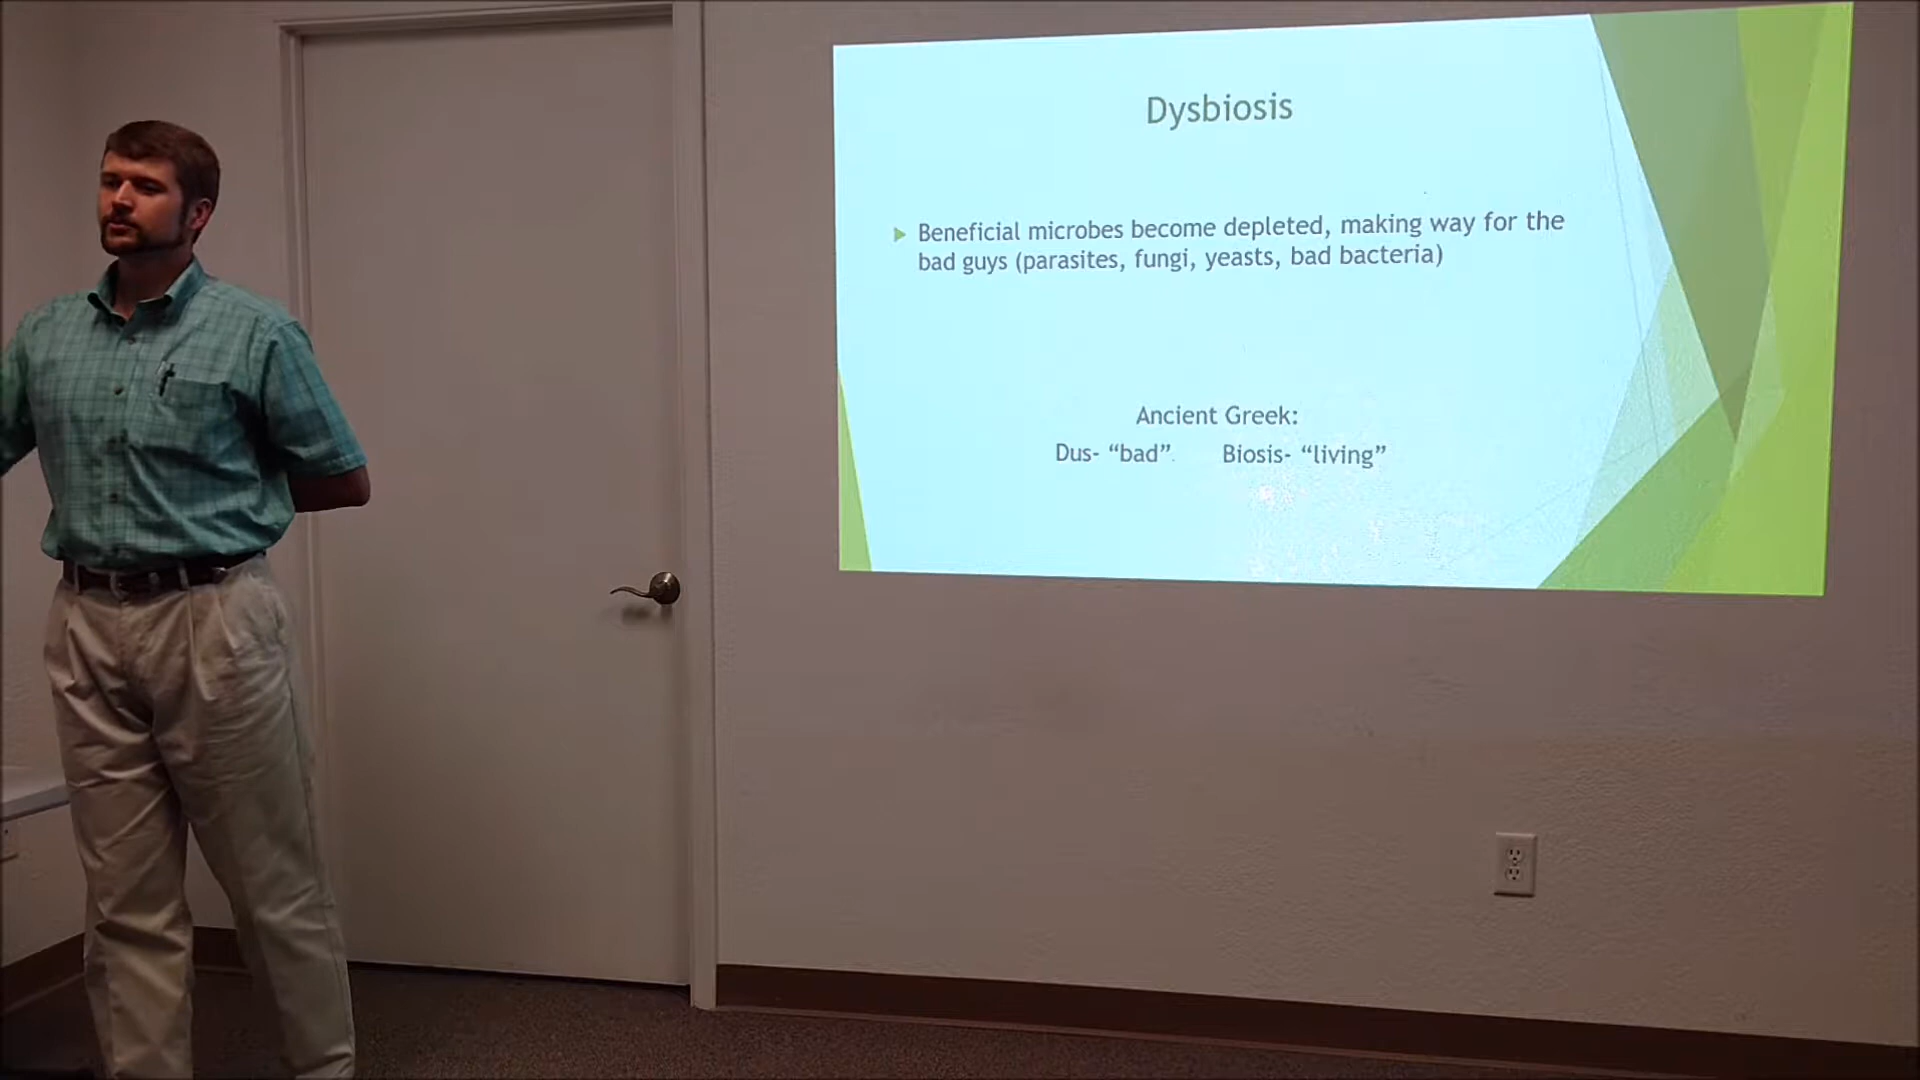 Dysbiosis
Beneficial microbes become depleted, making way for the
bad guys (parasites, fungi, yeasts, bad bacteria)
Ancient Greek:
Dus- “bad” Biosis- “living”